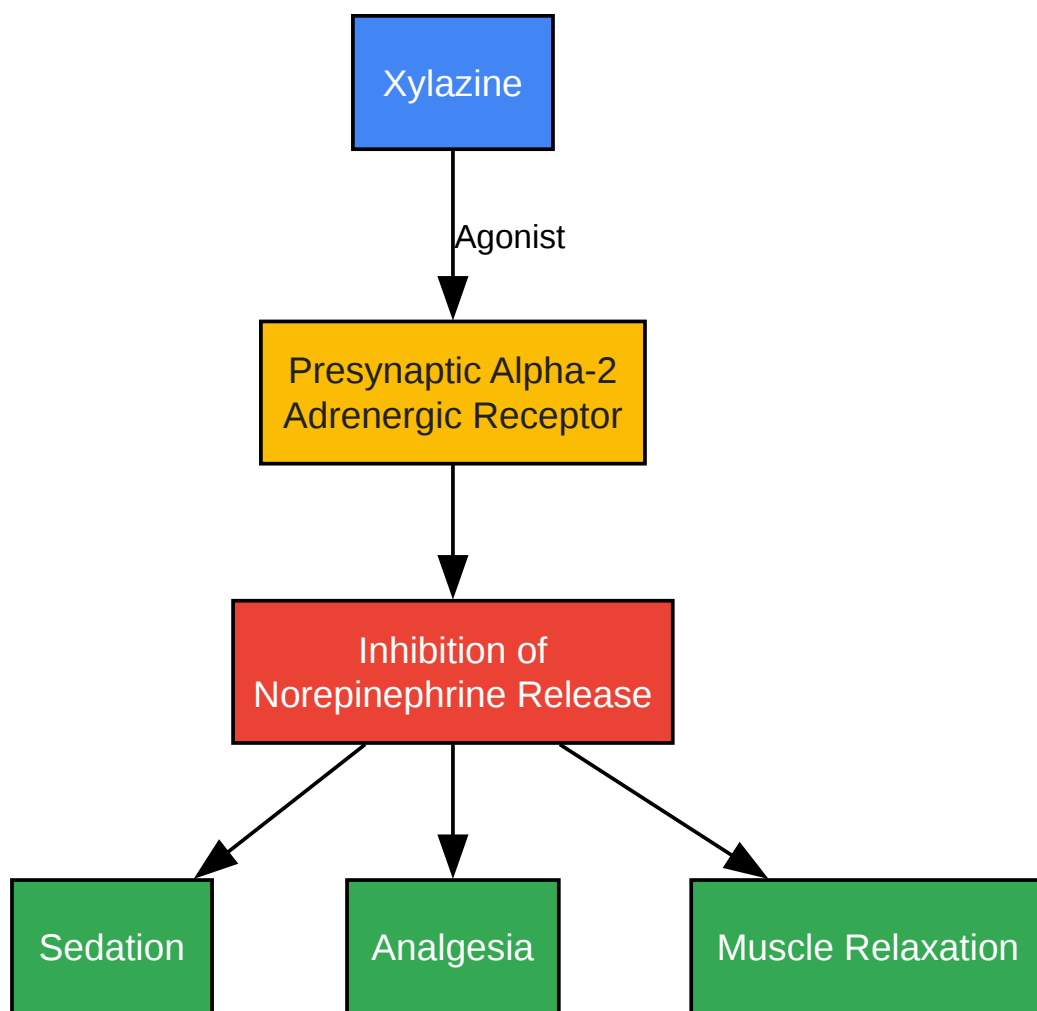 Xylazine
Agonist
Presynaptic Alpha-2
Adrenergic Receptor
Inhibition of
Norepinephrine Release
Sedation
Analgesia
Muscle Relaxation